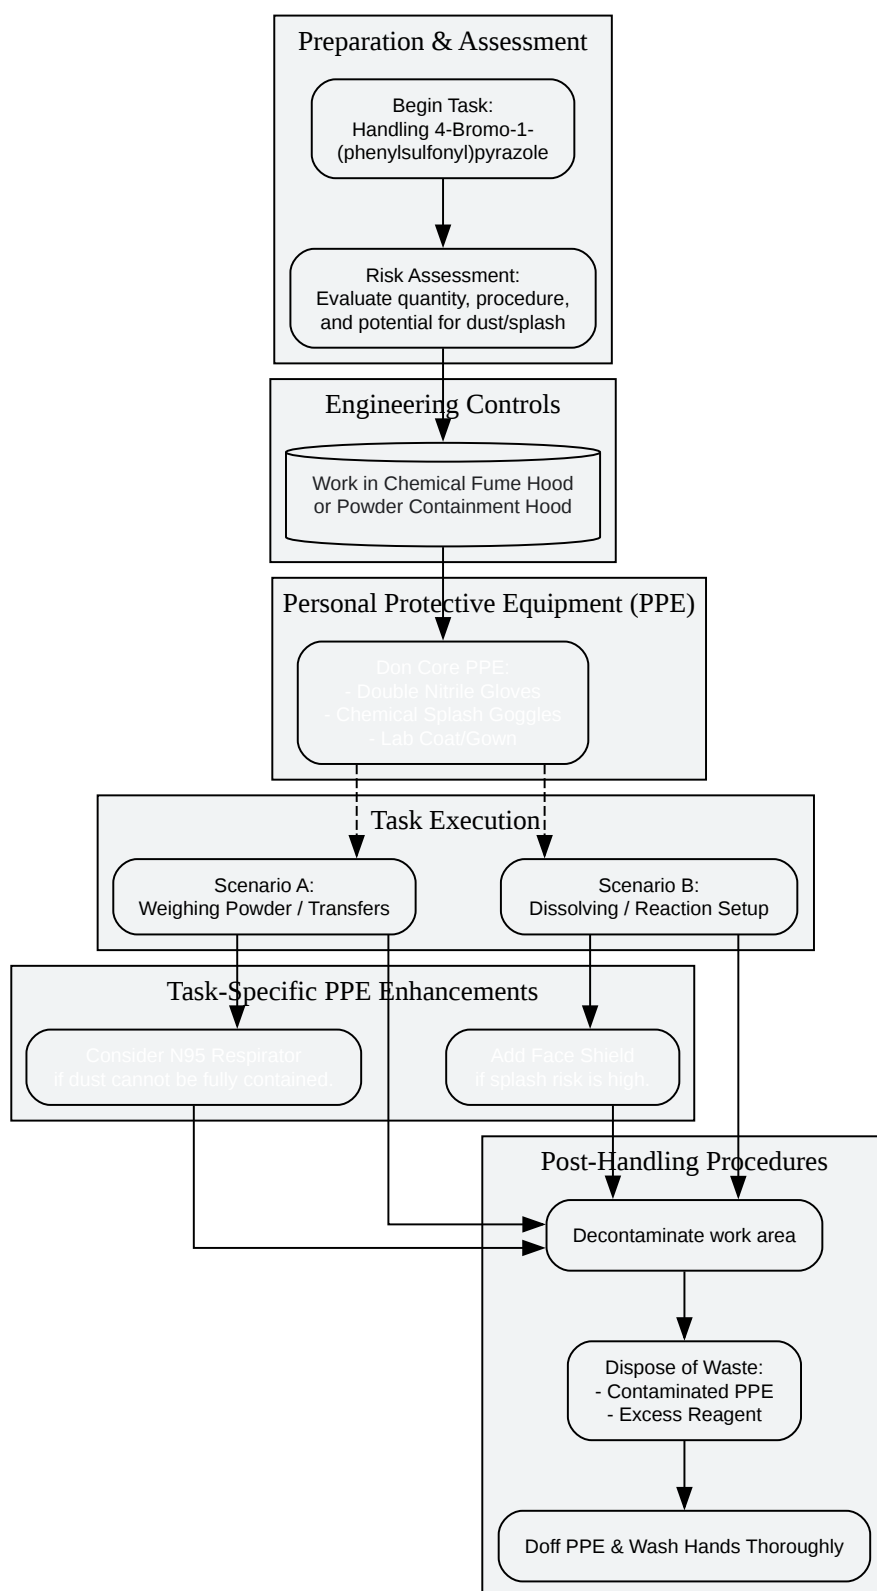 Preparation & Assessment
Begin Task:
Handling 4-Bromo-1-
(phenylsulfonyl)pyrazole
Risk Assessment:
Evaluate quantity, procedure,
and potential for dust/splash
Engineering Controls
Work in Chemical Fume Hood
or Powder Containment Hood
Personal Protective Equipment (PPE)
Don Core PPE:
- Double Nitrile Gloves
- Chemical Splash Goggles
- Lab Coat/Gown
Task Execution
Scenario A:
Weighing Powder / Transfers
Scenario B:
Dissolving / Reaction Setup
Task-Specific PPE Enhancements
Consider N95 Respirator
if dust cannot be fully contained.
Add Face Shield
if splash risk is high.
Post-Handling Procedures
Decontaminate work area
Dispose of Waste:
- Contaminated PPE
- Excess Reagent
Doff PPE & Wash Hands Thoroughly